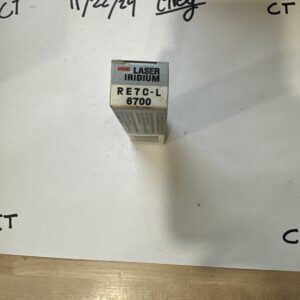 CT 11/22/24 CT
NGK LASER
IRIDIUM
RE7C-L
6700
CT C